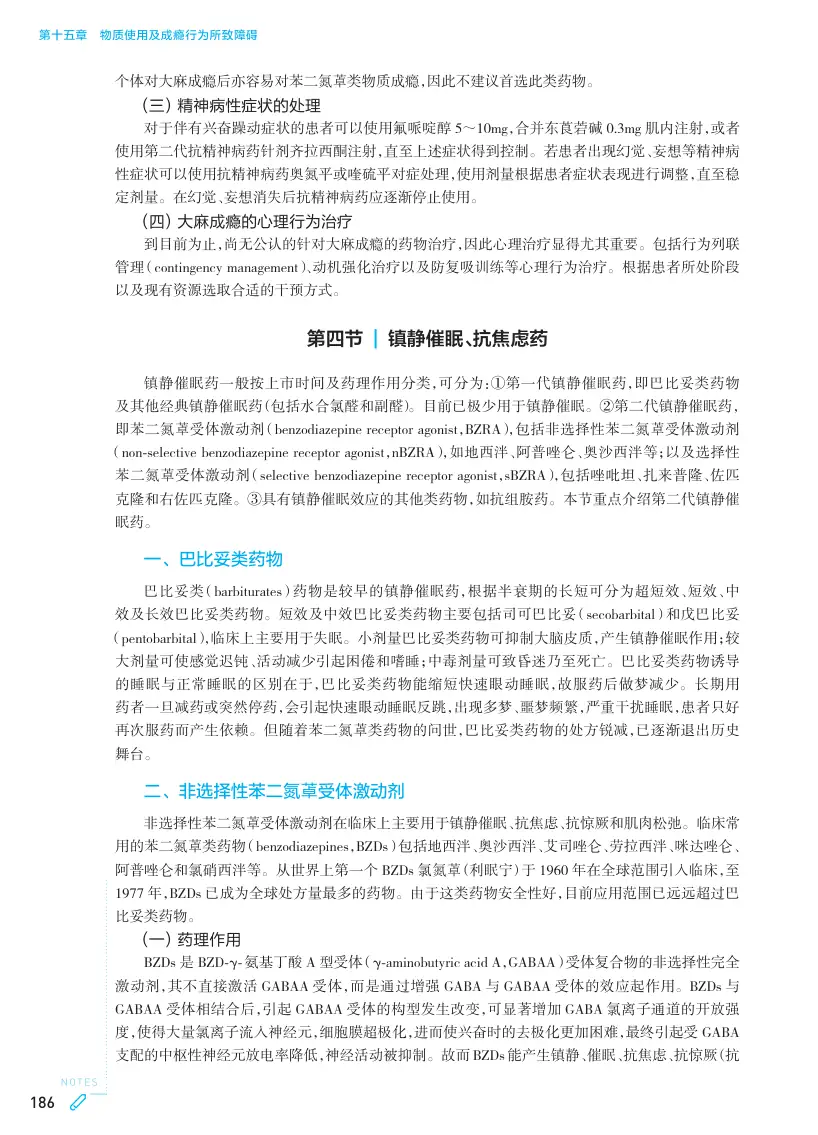 第十五章 物质使用及成瘾行为所致障碍
个体对大麻成瘾后亦容易对苯二氮䓬类物质成瘾,因此不建议首选此类药物。
(三)精神病性症状的处理
对于伴有兴奋躁动症状的患者可以使用氟哌啶醇 5～10mg,合并东莨菪碱 0.3mg 肌内注射,或者
使用第二代抗精神病药针剂齐拉西酮注射,直至上述症状得到控制。若患者出现幻觉、妄想等精神病
性症状可以使用抗精神病药奥氮平或喹硫平对症处理,使用剂量根据患者症状表现进行调整,直至稳
定剂量。在幻觉、妄想消失后抗精神病药应逐渐停止使用。
(四)大麻成瘾的心理行为治疗
到目前为止,尚无公认的针对大麻成瘾的药物治疗,因此心理治疗显得尤其重要。包括行为列联
管理(contingency management)、动机强化治疗以及防复吸训练等心理行为治疗。根据患者所处阶段
以及现有资源选取合适的干预方式。
第四节 | 镇静催眠、抗焦虑药
镇静催眠药一般按上市时间及药理作用分类,可分为:①第一代镇静催眠药,即巴比妥类药物
及其他经典镇静催眠药(包括水合氯醛和副醛)。目前已极少用于镇静催眠。②第二代镇静催眠药,
即苯二氮䓬受体激动剂(benzodiazepine receptor agonist,BZRA),包括非选择性苯二氮䓬受体激动剂
(non-selective benzodiazepine receptor agonist,nBZRA),如地西泮、阿普唑仑、奥沙西泮等;以及选择性
苯二氮䓬受体激动剂(selective benzodiazepine receptor agonist,sBZRA),包括唑吡坦、扎来普隆、佐匹
克隆和右佐匹克隆。③具有镇静催眠效应的其他类药物,如抗组胺药。本节重点介绍第二代镇静催
眠药。
一、巴比妥类药物
巴比妥类(barbiturates)药物是较早的镇静催眠药,根据半衰期的长短可分为超短效、短效、中
效及长效巴比妥类药物。短效及中效巴比妥类药物主要包括司可巴比妥(secobarbital)和戊巴比妥
(pentobarbital),临床上主要用于失眠。小剂量巴比妥类药物可抑制大脑皮质,产生镇静催眠作用;较
大剂量可使感觉迟钝、活动减少引起困倦和嗜睡;中毒剂量可致昏迷乃至死亡。巴比妥类药物诱导
的睡眠与正常睡眠的区别在于,巴比妥类药物能缩短快速眼动睡眠,故服药后做梦减少。长期用
药者一旦减药或突然停药,会引起快速眼动睡眠反跳,出现多梦、噩梦频繁,严重干扰睡眠,患者只好
再次服药而产生依赖。但随着苯二氮䓬类药物的问世,巴比妥类药物的处方锐减,已逐渐退出历史
舞台。
二、非选择性苯二氮䓬受体激动剂
非选择性苯二氮䓬受体激动剂在临床上主要用于镇静催眠、抗焦虑、抗惊厥和肌肉松弛。临床常
用的苯二氮䓬类药物(benzodiazepines,BZDs)包括地西泮、奥沙西泮、艾司唑仑、劳拉西泮、咪达唑仑、
阿普唑仑和氯硝西泮等。从世界上第一个 BZDs 氯氮䓬(利眠宁)于 1960 年在全球范围引入临床,至
1977 年,BZDs 已成为全球处方量最多的药物。由于这类药物安全性好,目前应用范围已远远超过巴
比妥类药物。
(一)药理作用
BZDs 是 BZD-γ-氨基丁酸 A 型受体(γ-aminobutyric acid A,GABAA)受体复合物的非选择性完全
激动剂,其不直接激活 GABAA 受体,而是通过增强 GABA 与 GABAA 受体的效应起作用。BZDs 与
GABAA 受体相结合后,引起 GABAA 受体的构型发生改变,可显著增加 GABA 氯离子通道的开放强
度,使得大量氯离子流入神经元,细胞膜超极化,进而使兴奋时的去极化更加困难,最终引起受 GABA
支配的中枢性神经元放电率降低,神经活动被抑制。故而 BZDs 能产生镇静、催眠、抗焦虑、抗惊厥(抗
NOTES
186